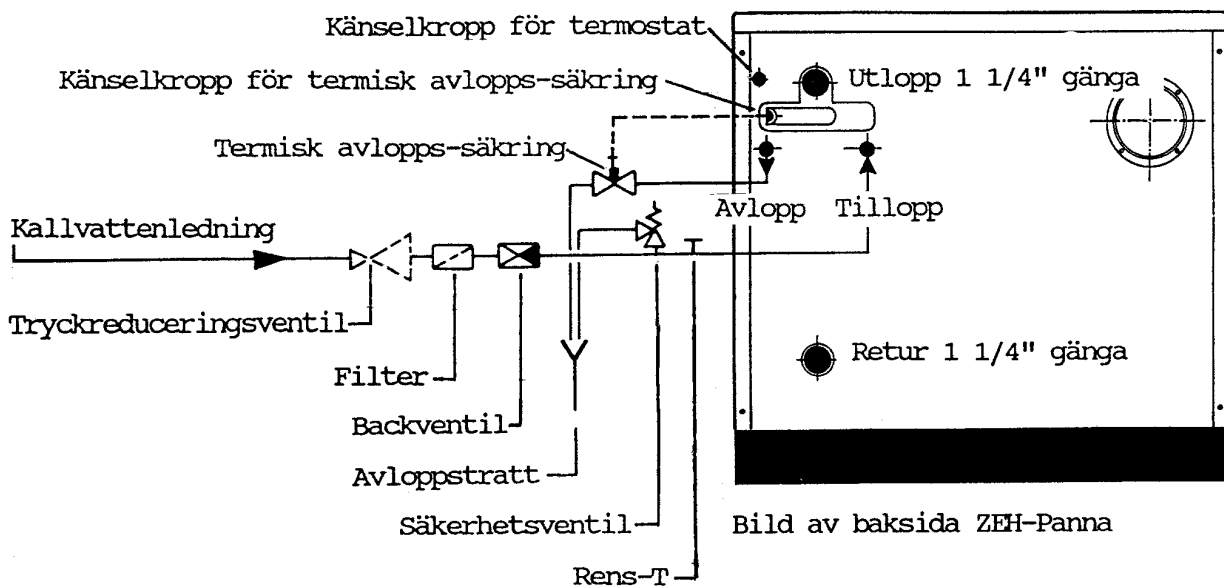 Känselkropp för termostat
Känselkropp för termisk avlopps-säkring
Utlopp 1 1/4" gänga
Termisk avlopps-säkring
Avlopp
Tillopp
Kallvattenledning
Tryckreduceringsventil
Retur 1 1/4" gänga
Filter
Backventil
Avloppstratt
Säkerhetsventil
Bild av baksida ZEH-Panna
Rens-T